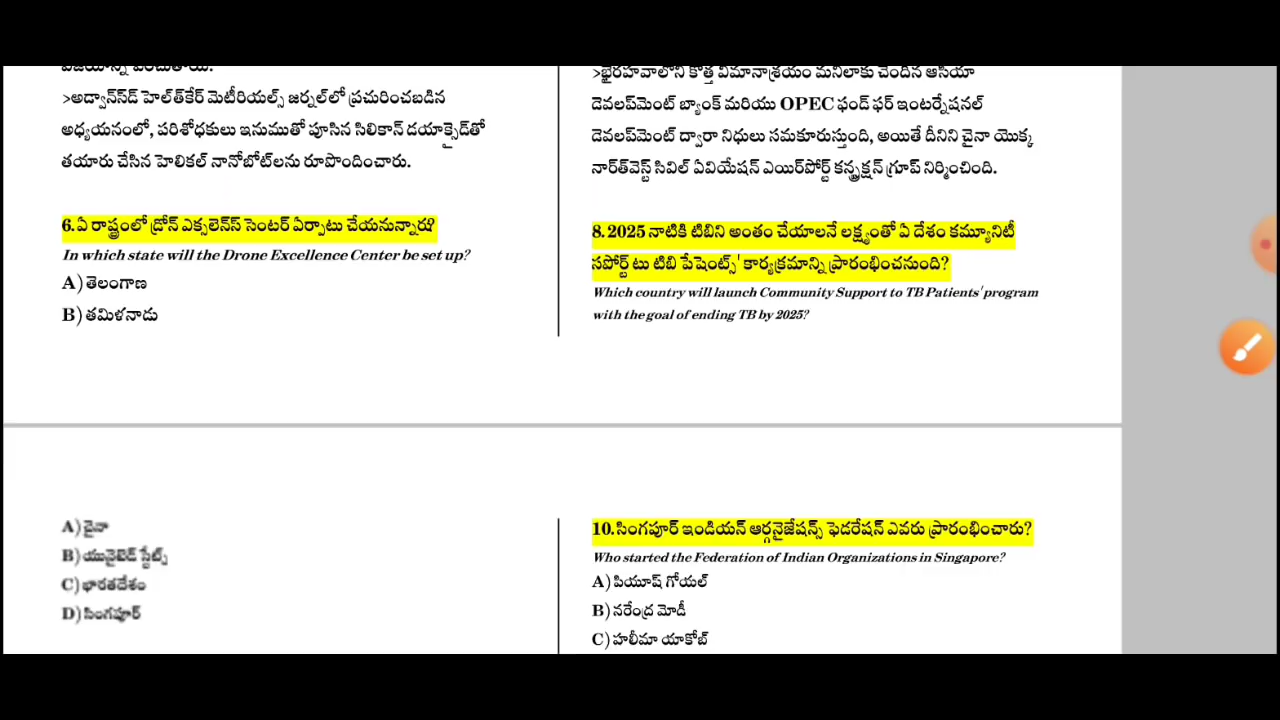 >అద్వాన్స్‌డ్ హెల్త్‌కేర్ మెటీరియల్స్ జర్నల్‌లో ప్రచురించబడిన
అధ్యయనంలో, పరిశోధకులు ఇనుముతో పూసిన సిలికాన్ డయాక్సైడ్‌తో
తయారు చేసిన హెలికల్ నానోబోట్‌లను రూపొందించారు.
6.ఏ రాష్ట్రంలో డ్రోన్ ఎక్సలెన్స్ సెంటర్ ఏర్పాటు చేయనున్నారు?
In which state will the Drone Excellence Center be set up?
A) తెలంగాణ
B) తమిళనాడు
>భైరహవాలోని కొత్త విమానాశ్రయం మనీలాకు చెందిన ఆసియా
డెవలప్‌మెంట్ బ్యాంక్ మరియు OPEC ఫండ్ ఫర్ ఇంటర్నేషనల్
డెవలప్‌మెంట్ ద్వారా నిధులు సమకూరుస్తుంది, అయితే దీనిని చైనా యొక్క
నార్త్‌వెస్ట్ సివిల్ ఏవియేషన్ ఎయిర్‌పోర్ట్ కన్స్ట్రక్షన్ గ్రూప్ నిర్మించింది.
8. 2025 నాటికి టిబిని అంతం చేయాలనే లక్ష్యంతో ఏ దేశం కమ్యూనిటీ
సపోర్ట్ టు టిబి పేషెంట్స్' కార్యక్రమాన్ని ప్రారంభించనుంది?
Which country will launch Community Support to TB Patients' program
with the goal of ending TB by 2025?
A) చైనా
B) యునైటెడ్ స్టేట్స్
C) భారతదేశం
D) సింగపూర్
10.సింగపూర్ ఇండియన్ ఆర్గనైజేషన్స్ ఫెడరేషన్ ఎవరు ప్రారంభించారు?
Who started the Federation of Indian Organizations in Singapore?
A) పియూష్ గోయల్
B) నరేంద్ర మోడీ
C) హలీమా యాకోబ్